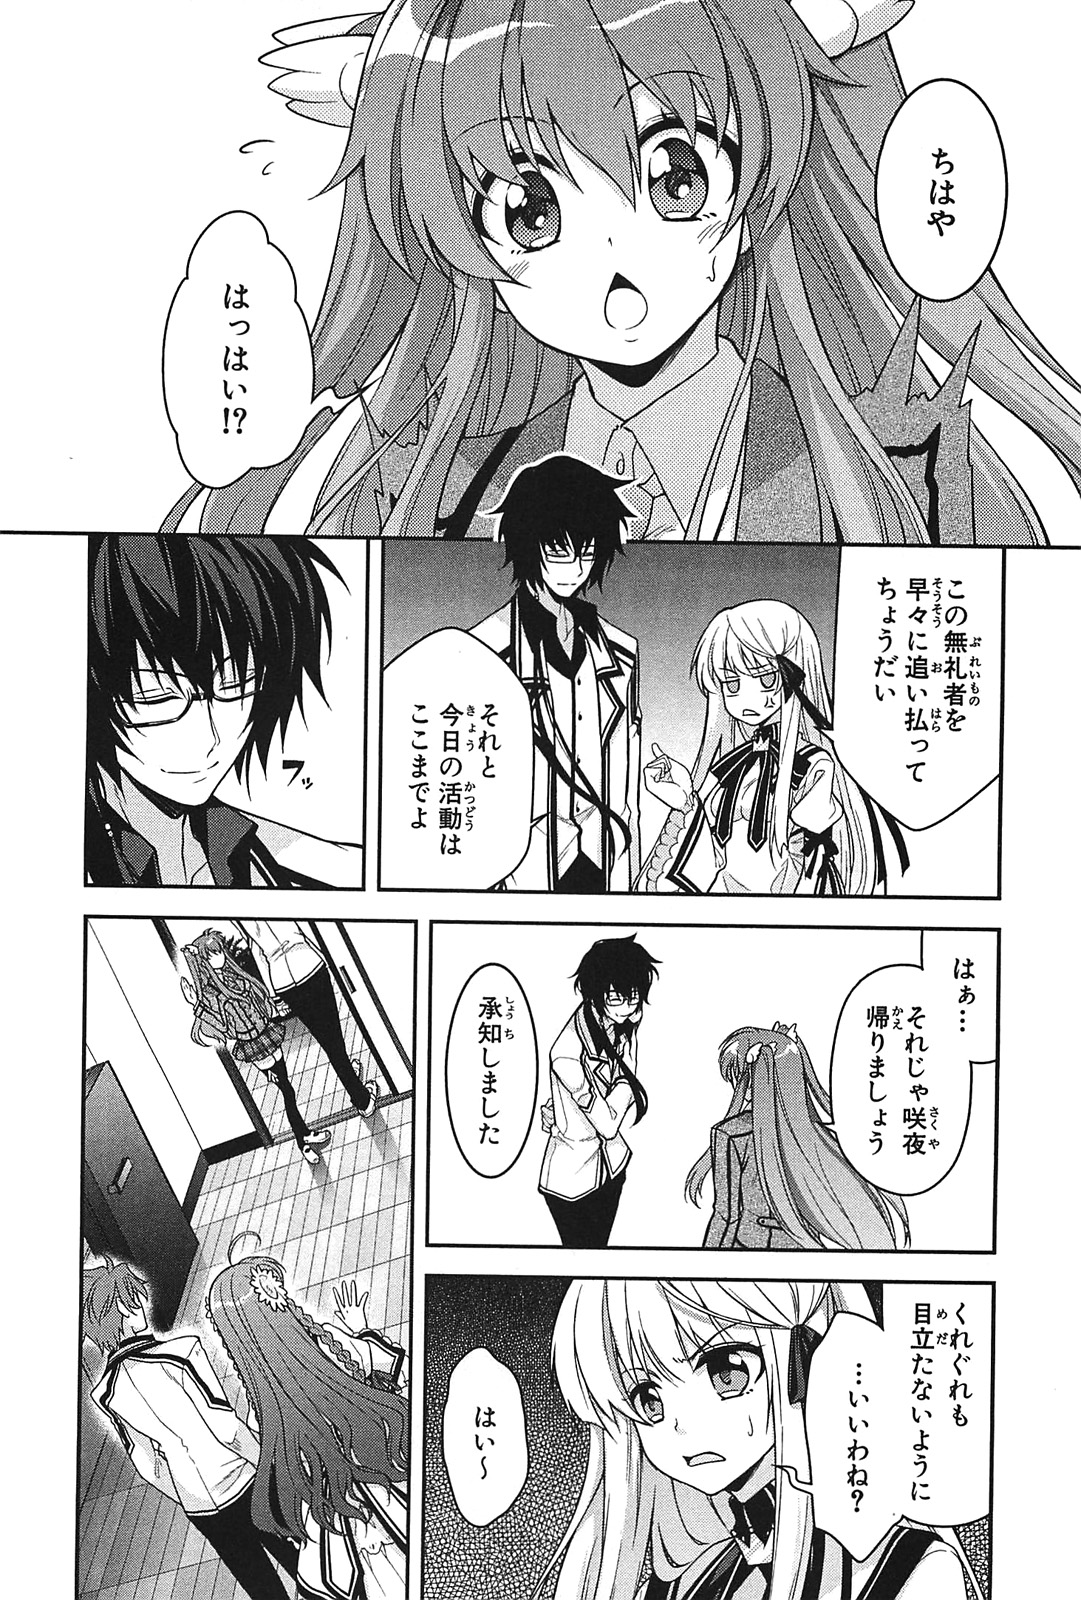 ちはや
はっはい!?
この無礼者を
早々に追い払って
ちょうだい
それと
今日の活動は
ここまでよ
フッ
はぁ…
それじゃ咲夜
帰りましょう
承知しました
くれぐれも
目立たないように
…いいわね?
はい～